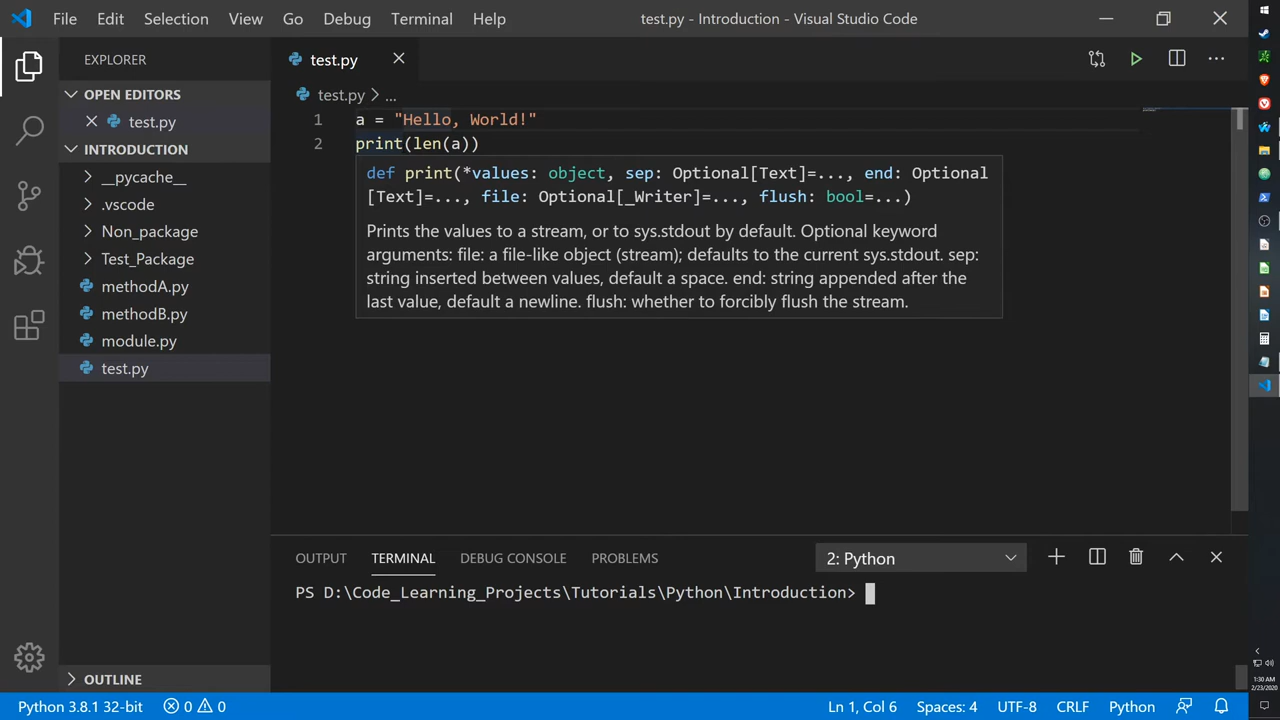 File Edit Selection View Go Debug Terminal Help test.py - Introduction - Visual Studio Code
EXPLORER
OPEN EDITORS
test.py
INTRODUCTION
__pycache__
.vscode
Non_package
Test_Package
methodA.py
methodB.py
module.py
test.py
OUTLINE
test.py
test.py > ...
1 a = "Hello, World!"
2 print(len(a))
def print(*values: object, sep: Optional[Text]=..., end: Optional
[Text]=..., file: Optional[_Writer]=..., flush: bool=...)
Prints the values to a stream, or to sys.stdout by default. Optional keyword
arguments: file: a file-like object (stream); defaults to the current sys.stdout. sep:
string inserted between values, default a space. end: string appended after the
last value, default a newline. flush: whether to forcibly flush the stream.
OUTPUT TERMINAL DEBUG CONSOLE PROBLEMS 2: Python
PS D:\Code_Learning_Projects\Tutorials\Python\Introduction>
Python 3.8.1 32-bit 0 0 Ln 1, Col 6 Spaces: 4 UTF-8 CRLF Python
1:30 AM
2/23/2020